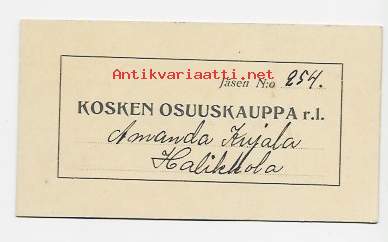 Antikvariaatti.net
Jäsen N:o 254.
KOSKEN OSUUSKAUPPA r.l.
Amanda Kujala
Halikkola